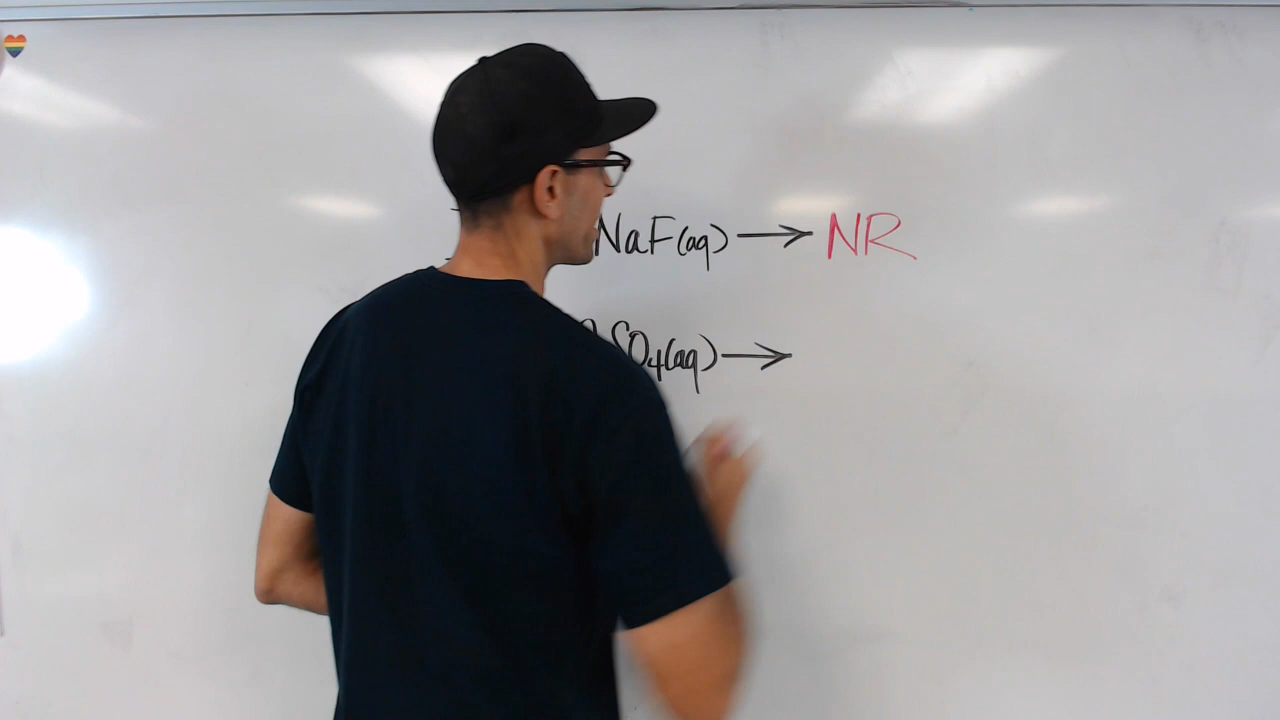 NaF(aq) → NR
SO₄(aq) →